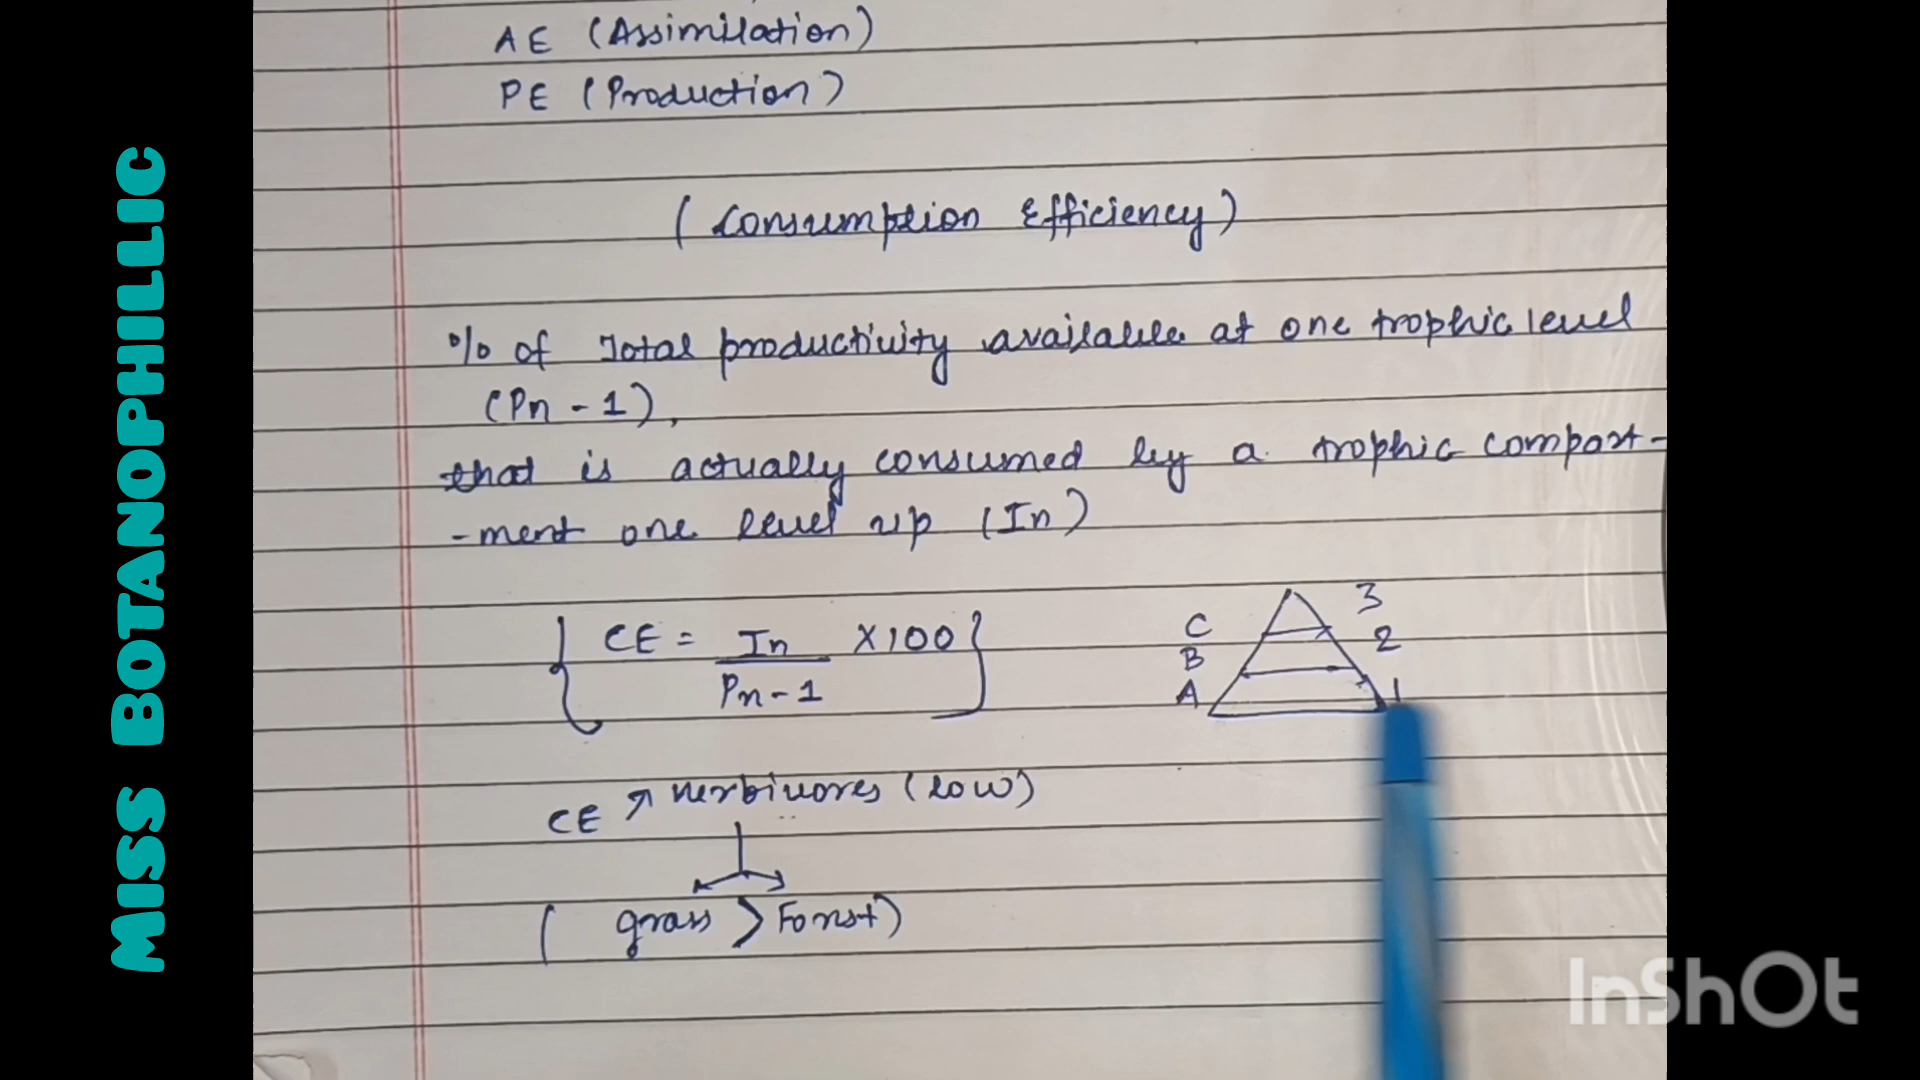 MISS BOTANOPHILLIC
AE (Assimilation)
PE (Production)
(Consumption Efficiency)
% of Total productivity available at one trophic level
(Pn - 1),
that is actually consumed by a trophic compart-
-ment one level up (In)
CE = In / Pn-1 X100
C 3
B 2
A 1
CE ↗ Herbivores (low)
( grass > Forest)
InShOt